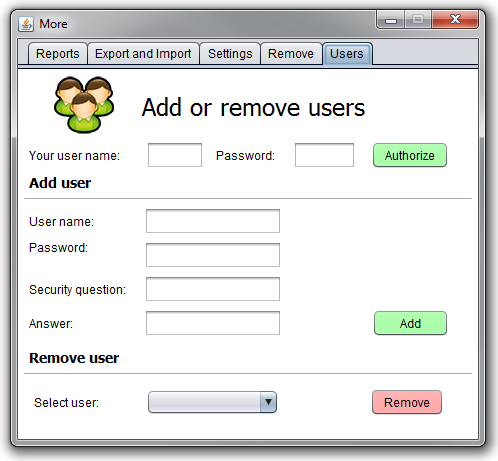 More
Reports Export and Import Settings Remove Users
Add or remove users
Your user name: Password: Authorize
Add user
User name:
Password:
Security question:
Answer: Add
Remove user
Select user: Remove